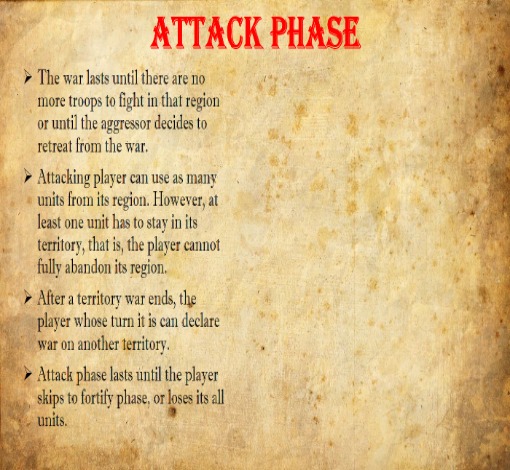 ATTACK PHASE
➢ The war lasts until there are no
more troops to fight in that region
or until the aggressor decides to
retreat from the war.
➢ Attacking player can use as many
units from its region. However, at
least one unit has to stay in its
territory, that is, the player cannot
fully abandon its region.
➢ After a territory war ends, the
player whose turn it is can declare
war on another territory.
➢ Attack phase lasts until the player
skips to fortify phase, or loses its all
units.